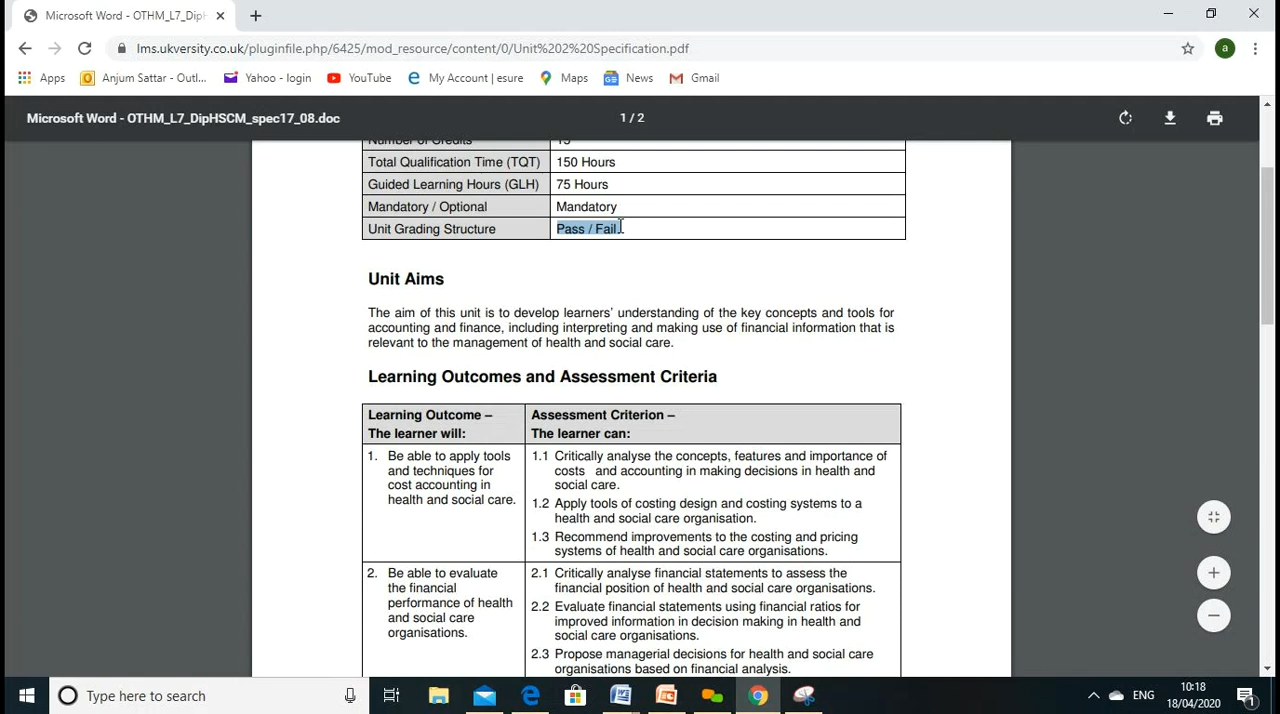 Microsoft Word - OTHM_L7_DipH
lms.ukversity.co.uk/pluginfile.php/6425/mod_resource/content/0/Unit%202%20Specification.pdf
a
Apps
Anjum Sattar - Outl...
Yahoo - login
YouTube
My Account | esure
Maps
News
Gmail
Microsoft Word - OTHM_L7_DipHSCM_spec17_08.doc
1 / 2
Number of Credits 15
Total Qualification Time (TQT) 150 Hours
Guided Learning Hours (GLH) 75 Hours
Mandatory / Optional Mandatory
Unit Grading Structure Pass / Fail.
Unit Aims
The aim of this unit is to develop learners' understanding of the key concepts and tools for
accounting and finance, including interpreting and making use of financial information that is
relevant to the management of health and social care.
Learning Outcomes and Assessment Criteria
Learning Outcome –
The learner will:
Assessment Criterion –
The learner can:
1. Be able to apply tools
and techniques for
cost accounting in
health and social care.
1.1 Critically analyse the concepts, features and importance of
costs and accounting in making decisions in health and
social care.
1.2 Apply tools of costing design and costing systems to a
health and social care organisation.
1.3 Recommend improvements to the costing and pricing
systems of health and social care organisations.
2. Be able to evaluate
the financial
performance of health
and social care
organisations.
2.1 Critically analyse financial statements to assess the
financial position of health and social care organisations.
2.2 Evaluate financial statements using financial ratios for
improved information in decision making in health and
social care organisations.
2.3 Propose managerial decisions for health and social care
organisations based on financial analysis.
Type here to search
ENG
10:18
18/04/2020
1